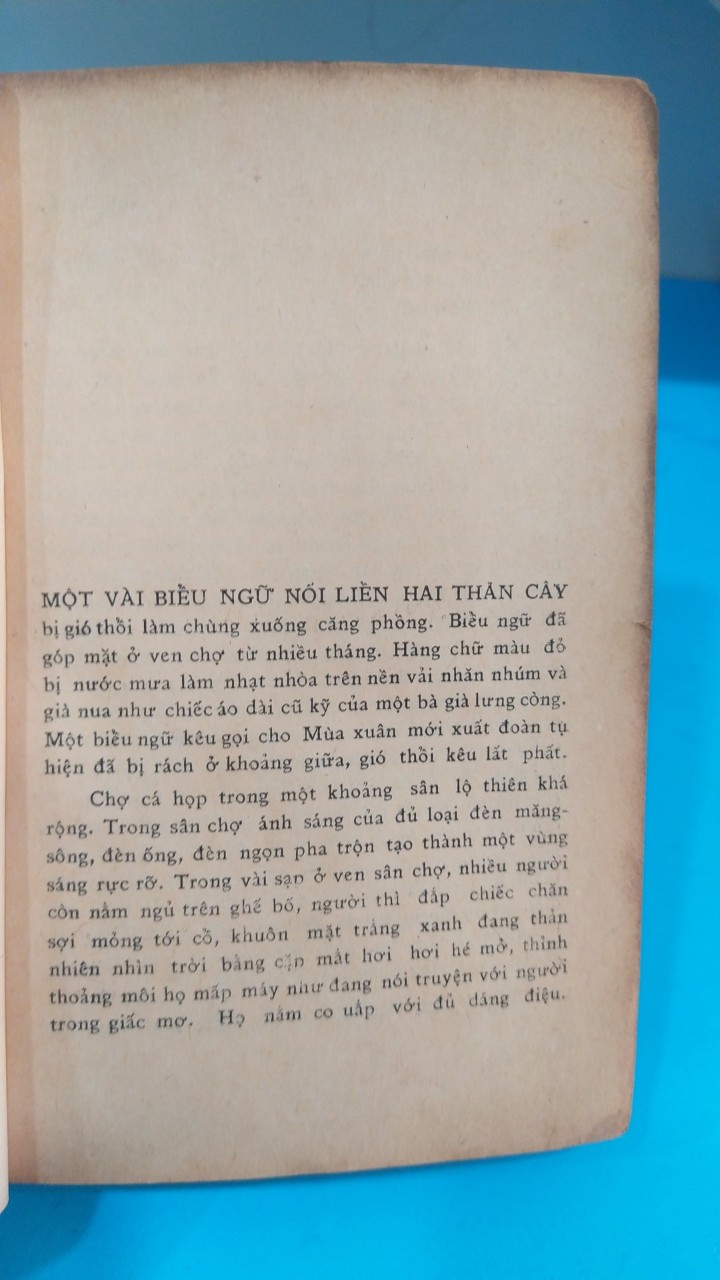 MỘT VÀI BIỂU NGỮ NỐI LIỀN HAI THÂN CÂY
bị gió thổi làm chùng xuống căng phồng. Biểu ngữ đã
góp mặt ở ven chợ từ nhiều tháng. Hàng chữ màu đỏ
bị nước mưa làm nhạt nhòa trên nền vải nhăn nhúm và
già nua như chiếc áo dài cũ kỹ của một bà già lưng còng.
Một biểu ngữ kêu gọi cho Mùa xuân mới xuất đoàn tụ
hiện đã bị rách ở khoảng giữa, gió thổi kêu lất phất.
Chợ cá họp trong một khoảng sân lộ thiên khá
rộng. Trong sân chợ ánh sáng của đủ loại đèn măng-
sông, đèn ống, đèn ngọn pha trộn tạo thành một vùng
sáng rực rỡ. Trong vài sạp ở ven sân chợ, nhiều người
còn nằm ngủ trên ghế bố, người thì đắp chiếc chăn
sợi mỏng tới cổ, khuôn mặt trắng xanh đang thản
nhiên nhìn trời bằng cặp mắt hơi hơi hé mở, thỉnh
thoảng môi họ mấp máy như đang nói truyện với người
trong giấc mơ. Họ nằm co uấp với đủ dáng điệu.